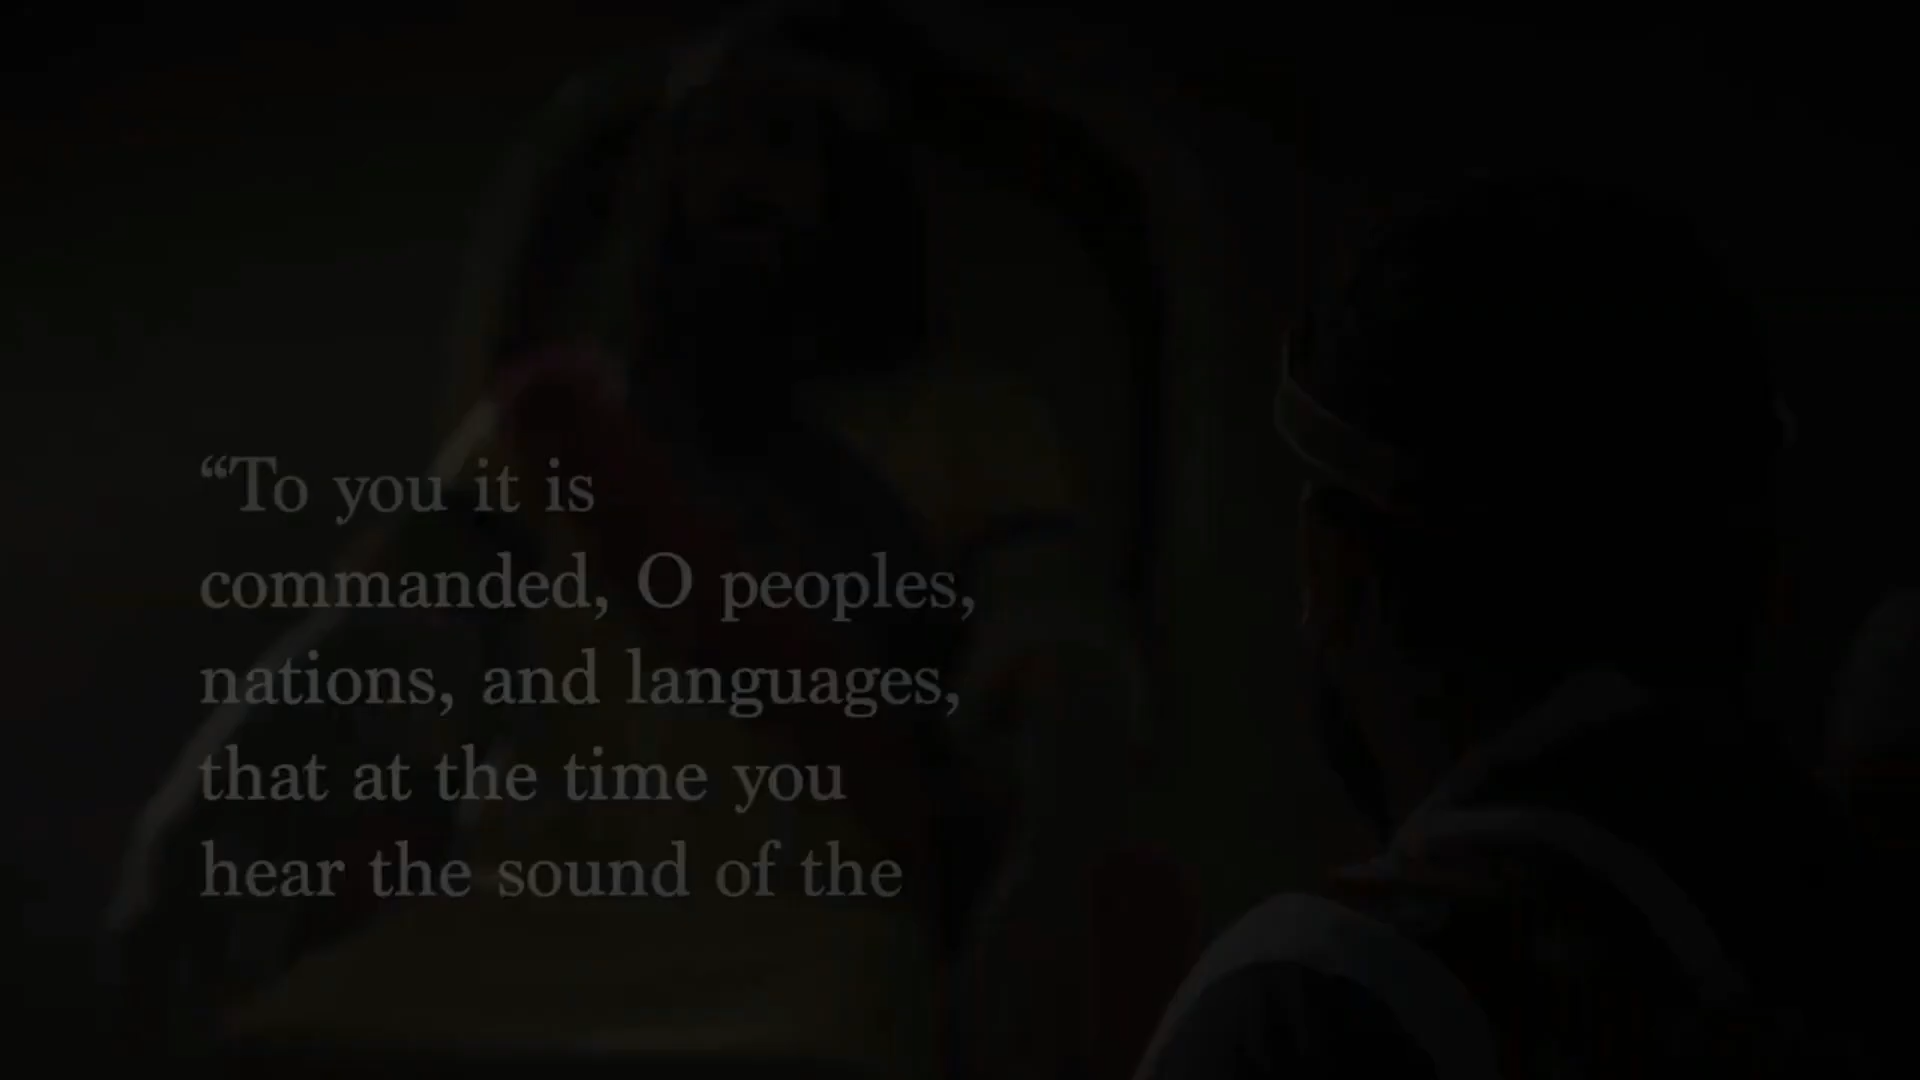 “To you it is
commanded, O peoples,
nations, and languages,
that at the time you
hear the sound of the